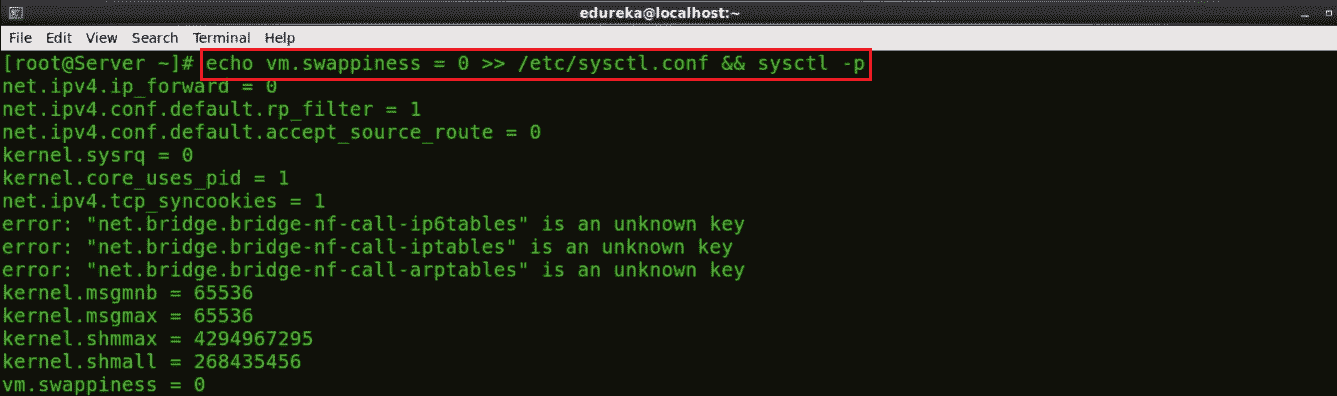 edureka@localhost:~
File Edit View Search Terminal Help
[root@Server ~]# echo vm.swappiness = 0 >> /etc/sysctl.conf && sysctl -p
net.ipv4.ip_forward = 0
net.ipv4.conf.default.rp_filter = 1
net.ipv4.conf.default.accept_source_route = 0
kernel.sysrq = 0
kernel.core_uses_pid = 1
net.ipv4.tcp_syncookies = 1
error: "net.bridge.bridge-nf-call-ip6tables" is an unknown key
error: "net.bridge.bridge-nf-call-iptables" is an unknown key
error: "net.bridge.bridge-nf-call-arptables" is an unknown key
kernel.msgmnb = 65536
kernel.msgmax = 65536
kernel.shmmax = 4294967295
kernel.shmall = 268435456
vm.swappiness = 0